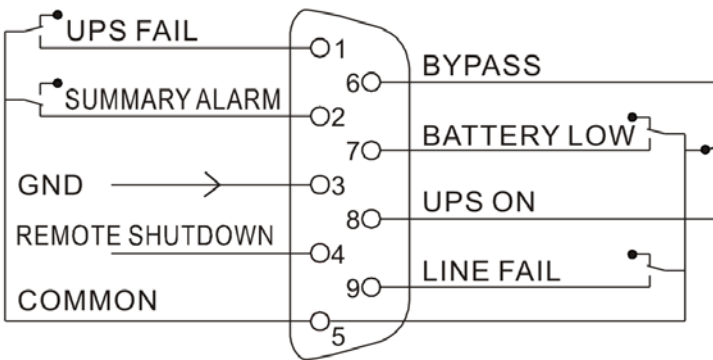 UPS FAIL
1
SUMMARY ALARM
2
GND
3
REMOTE SHUTDOWN
4
COMMON
5
6
BYPASS
7
BATTERY LOW
8
UPS ON
9
LINE FAIL